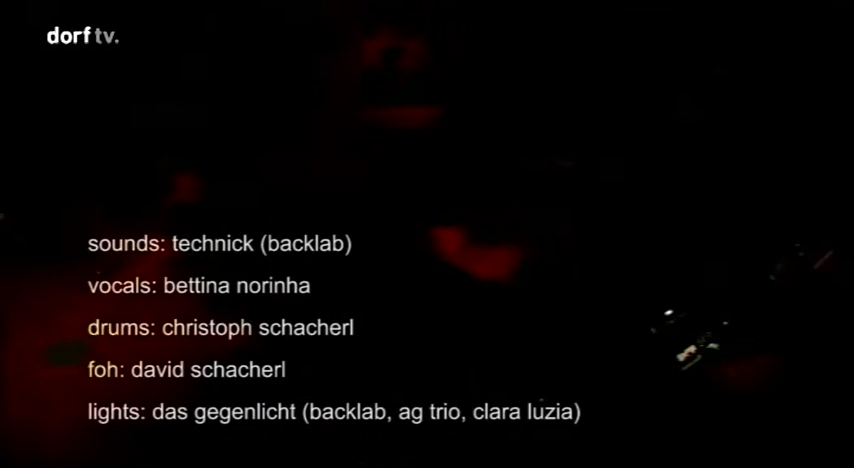 dorf tv.
sounds: technick (backlab)
vocals: bettina norinha
drums: christoph schacherl
foh: david schacherl
lights: das gegenlicht (backlab, ag trio, clara luzia)